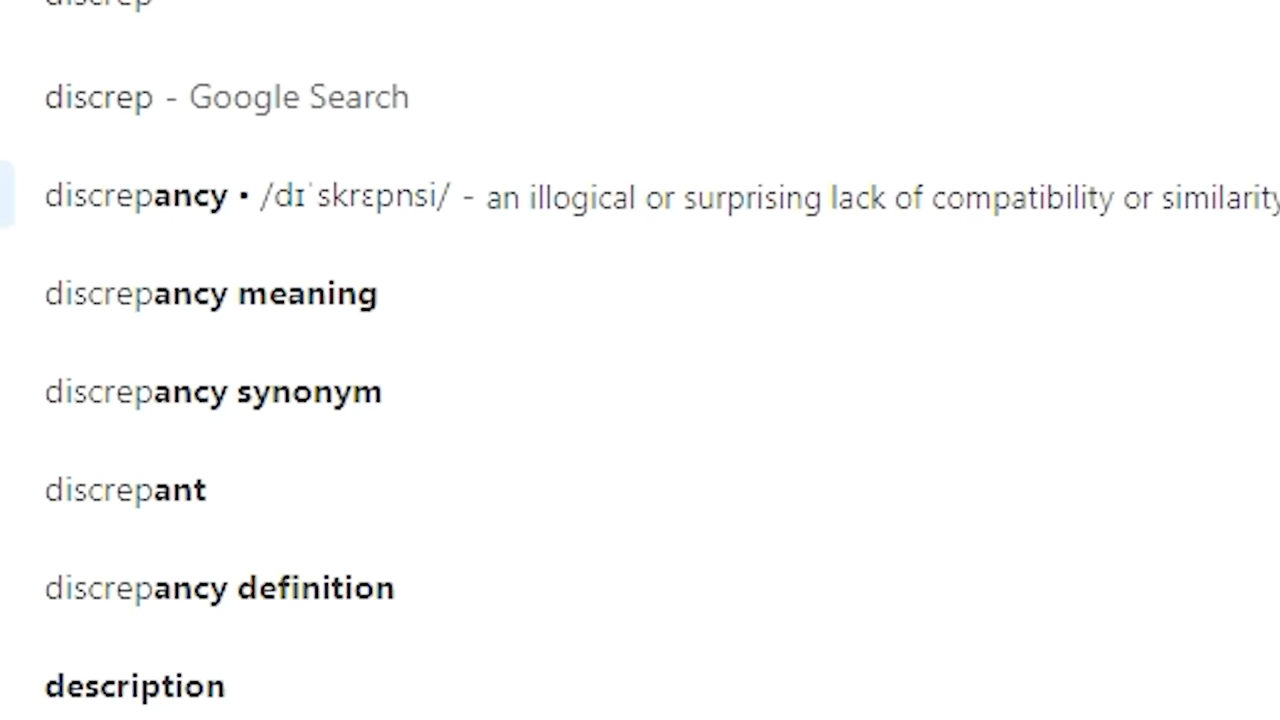 discrep
discrep - Google Search
discrepancy • /dɪˈskrɛpnsi/ - an illogical or surprising lack of compatibility or similarity
discrepancy meaning
discrepancy synonym
discrepant
discrepancy definition
description